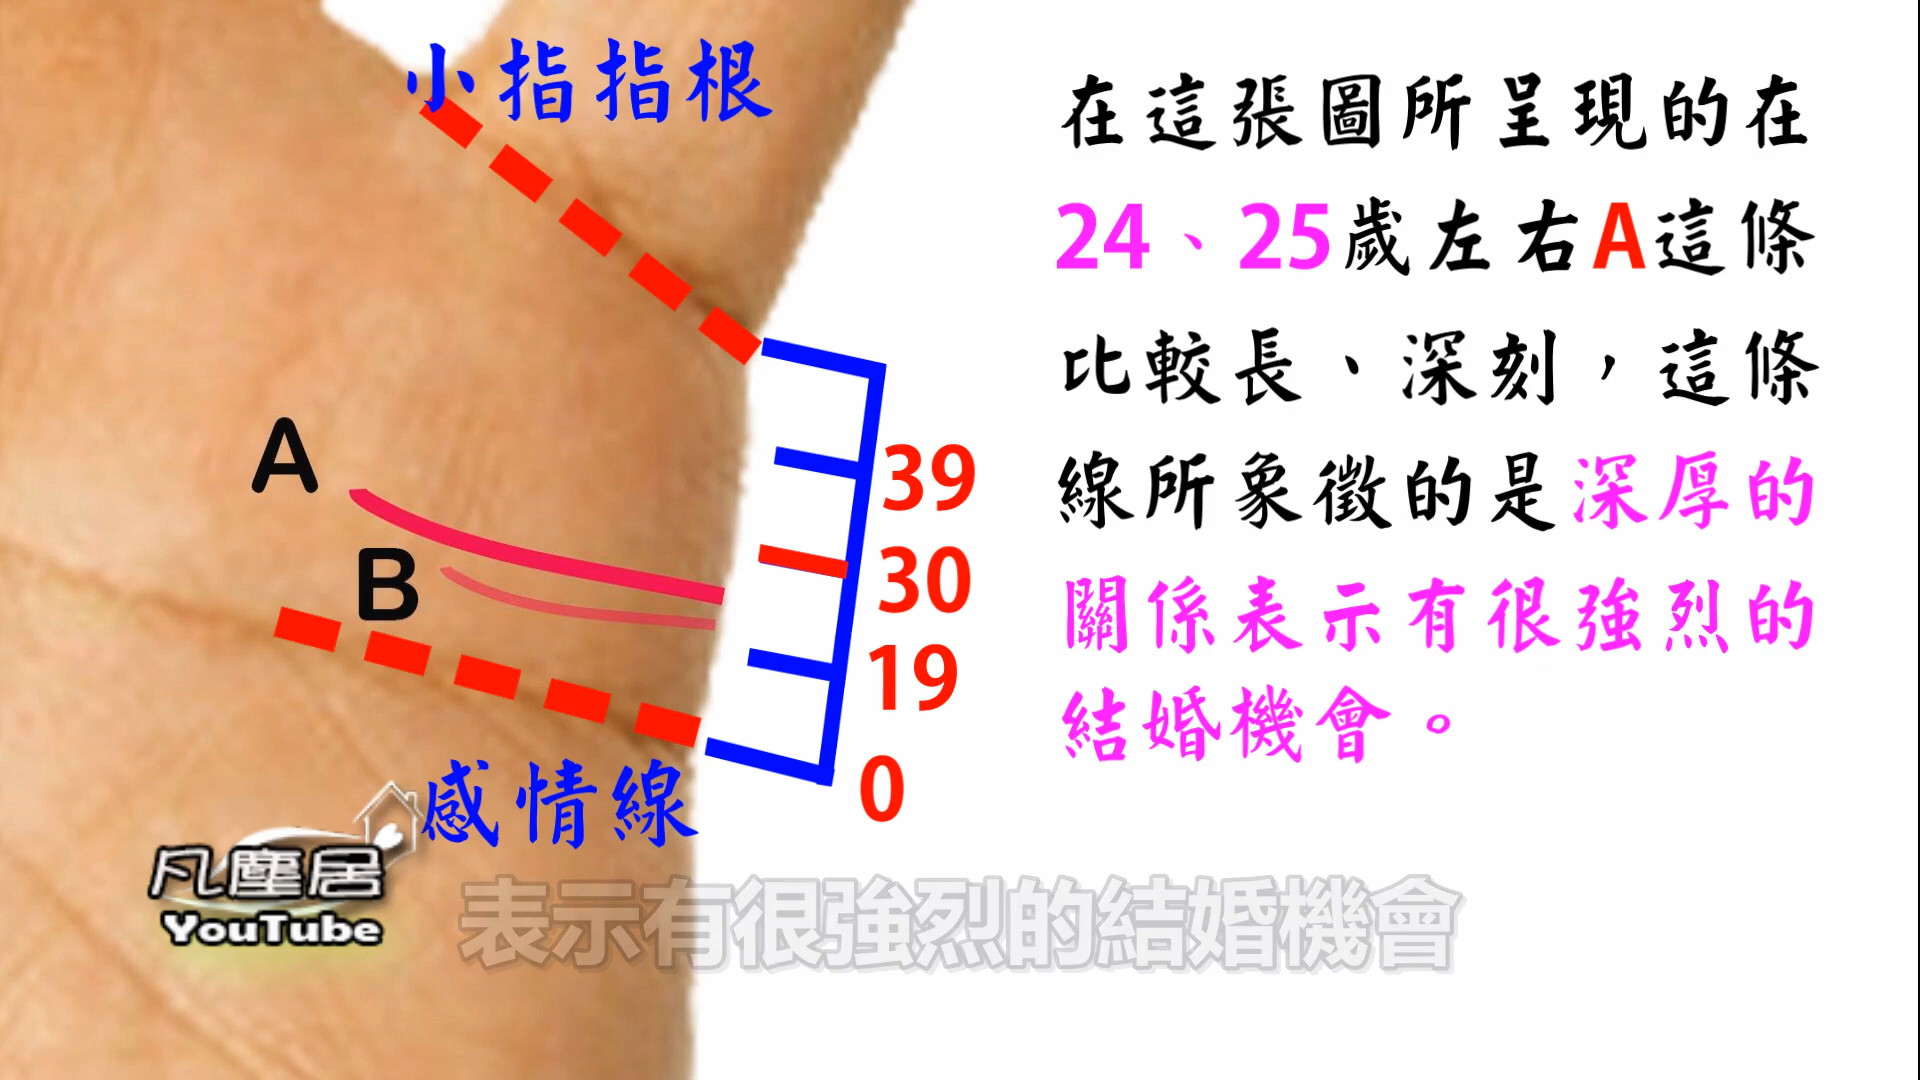 小指指根
在這張圖所呈現的在
24、25歲左右A這條
比較長、深刻，這條
線所象徵的是深厚的
關係表示有很強烈的
結婚機會。
A
B
39
30
19
0
感情線
凡塵居
YouTube
表示有很強烈的結婚機會